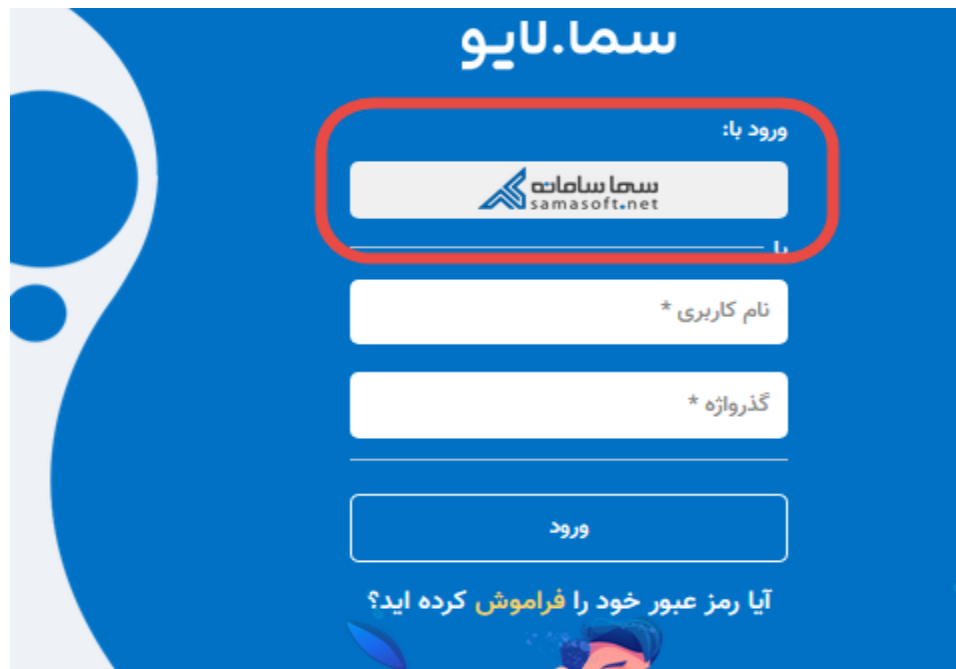 سما.لایو
ورود با:
سما سامانه
samasoft.net
یا
نام کاربری *
گذرواژه *
ورود
آیا رمز عبور خود را فراموش کرده اید؟